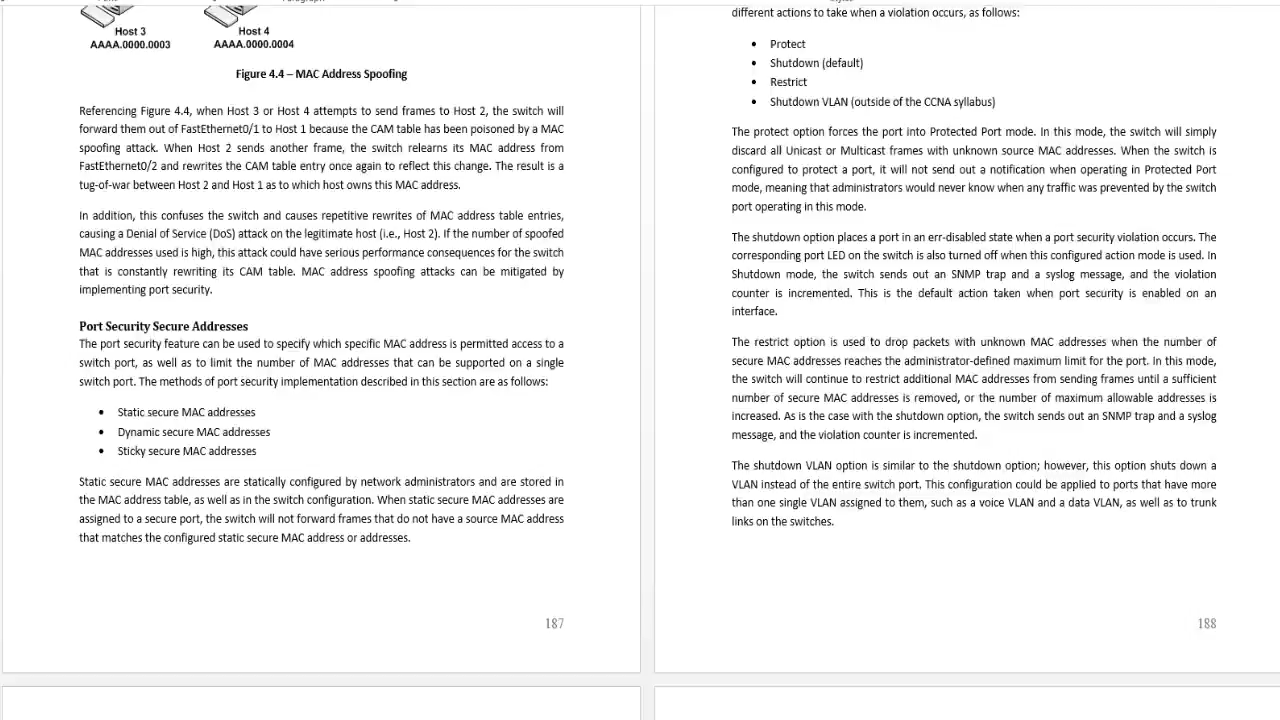 Host 3
Host 4
AAAA.0000.0003
AAAA.0000.0004
Figure 4.4 – MAC Address Spoofing
Referencing Figure 4.4, when Host 3 or Host 4 attempts to send frames to Host 2, the switch will
forward them out of FastEthernet0/1 to Host 1 because the CAM table has been poisoned by a MAC
spoofing attack. When Host 2 sends another frame, the switch relearns its MAC address from
FastEthernet0/2 and rewrites the CAM table entry once again to reflect this change. The result is a
tug-of-war between Host 2 and Host 1 as to which host owns this MAC address.
In addition, this confuses the switch and causes repetitive rewrites of MAC address table entries,
causing a Denial of Service (DoS) attack on the legitimate host (i.e., Host 2). If the number of spoofed
MAC addresses used is high, this attack could have serious performance consequences for the switch
that is constantly rewriting its CAM table. MAC address spoofing attacks can be mitigated by
implementing port security.
Port Security Secure Addresses
The port security feature can be used to specify which specific MAC address is permitted access to a
switch port, as well as to limit the number of MAC addresses that can be supported on a single
switch port. The methods of port security implementation described in this section are as follows:
• Static secure MAC addresses
• Dynamic secure MAC addresses
• Sticky secure MAC addresses
Static secure MAC addresses are statically configured by network administrators and are stored in
the MAC address table, as well as in the switch configuration. When static secure MAC addresses are
assigned to a secure port, the switch will not forward frames that do not have a source MAC address
that matches the configured static secure MAC address or addresses.
187
different actions to take when a violation occurs, as follows:
• Protect
• Shutdown (default)
• Restrict
• Shutdown VLAN (outside of the CCNA syllabus)
The protect option forces the port into Protected Port mode. In this mode, the switch will simply
discard all Unicast or Multicast frames with unknown source MAC addresses. When the switch is
configured to protect a port, it will not send out a notification when operating in Protected Port
mode, meaning that administrators would never know when any traffic was prevented by the switch
port operating in this mode.
The shutdown option places a port in an err-disabled state when a port security violation occurs. The
corresponding port LED on the switch is also turned off when this configured action mode is used. In
Shutdown mode, the switch sends out an SNMP trap and a syslog message, and the violation
counter is incremented. This is the default action taken when port security is enabled on an
interface.
The restrict option is used to drop packets with unknown MAC addresses when the number of
secure MAC addresses reaches the administrator-defined maximum limit for the port. In this mode,
the switch will continue to restrict additional MAC addresses from sending frames until a sufficient
number of secure MAC addresses is removed, or the number of maximum allowable addresses is
increased. As is the case with the shutdown option, the switch sends out an SNMP trap and a syslog
message, and the violation counter is incremented.
The shutdown VLAN option is similar to the shutdown option; however, this option shuts down a
VLAN instead of the entire switch port. This configuration could be applied to ports that have more
than one single VLAN assigned to them, such as a voice VLAN and a data VLAN, as well as to trunk
links on the switches.
188